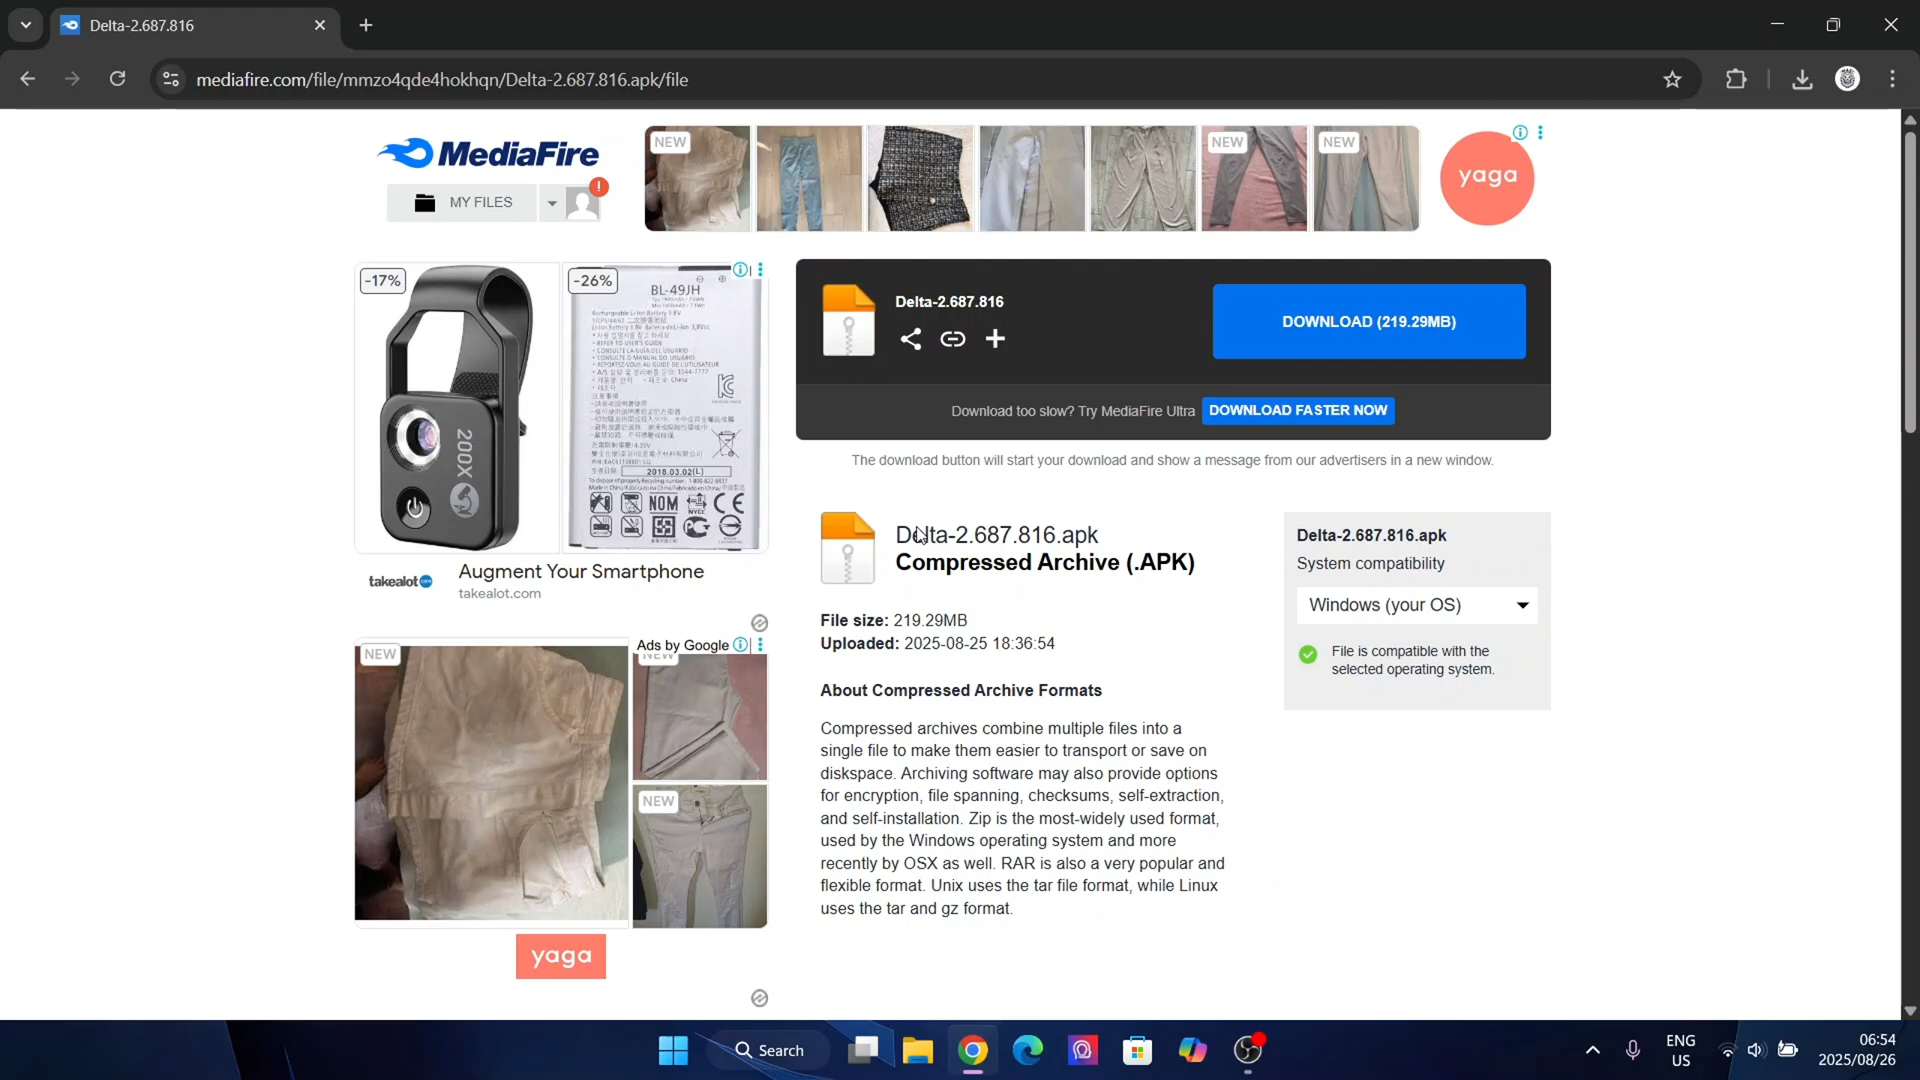 Delta-2.687.816
mediafire.com/file/mmzo4qde4hokhqn/Delta-2.687.816.apk/file
MediaFire
MY FILES
!
NEW
NEW
NEW
yaga
-17%
200X
-26%
BL-49JH
2018.03.02(L)
NOM
takealot
Augment Your Smartphone
takealot.com
Ads by Google
NEW
NEW
NEW
yaga
Delta-2.687.816
DOWNLOAD (219.29MB)
Download too slow? Try MediaFire Ultra
DOWNLOAD FASTER NOW
The download button will start your download and show a message from our advertisers in a new window.
Delta-2.687.816.apk
Compressed Archive (.APK)
File size: 219.29MB
Uploaded: 2025-08-25 18:36:54
About Compressed Archive Formats
Compressed archives combine multiple files into a
single file to make them easier to transport or save on
diskspace. Archiving software may also provide options
for encryption, file spanning, checksums, self-extraction,
and self-installation. Zip is the most-widely used format,
used by the Windows operating system and more
recently by OSX as well. RAR is also a very popular and
flexible format. Unix uses the tar file format, while Linux
uses the tar and gz format.
Delta-2.687.816.apk
System compatibility
Windows (your OS)
File is compatible with the
selected operating system.
Search
ENG
US
06:54
2025/08/26